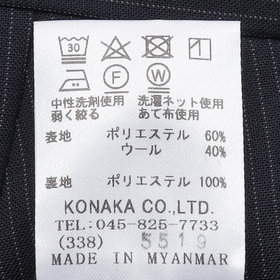 30
F W
中性洗剤使用 洗濯ネット使用
弱く絞る あて布使用
表地 ポリエステル 60%
ウール 40%
裏地 ポリエステル 100%
KONAKA CO.,LTD.
TEL:045-825-7733
(338) 5519
MADE IN MYANMAR